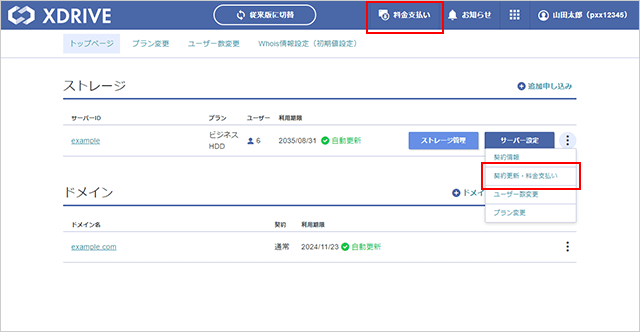 XDRIVE
従来版に切替
料金支払い
お知らせ
山田太郎（pxx12345）
トップページ
プラン変更
ユーザー数変更
Whois情報設定（初期値設定）
ストレージ
追加申し込み
サーバーID
プラン
ユーザー
利用期限
example
ビジネス
HDD
6
2035/08/31
自動更新
ストレージ管理
サーバー設定
契約情報
契約更新・料金支払い
ユーザー数変更
プラン変更
ドメイン
ドメイ
ドメイン名
契約
利用期限
example.com
通常
2024/11/23
自動更新